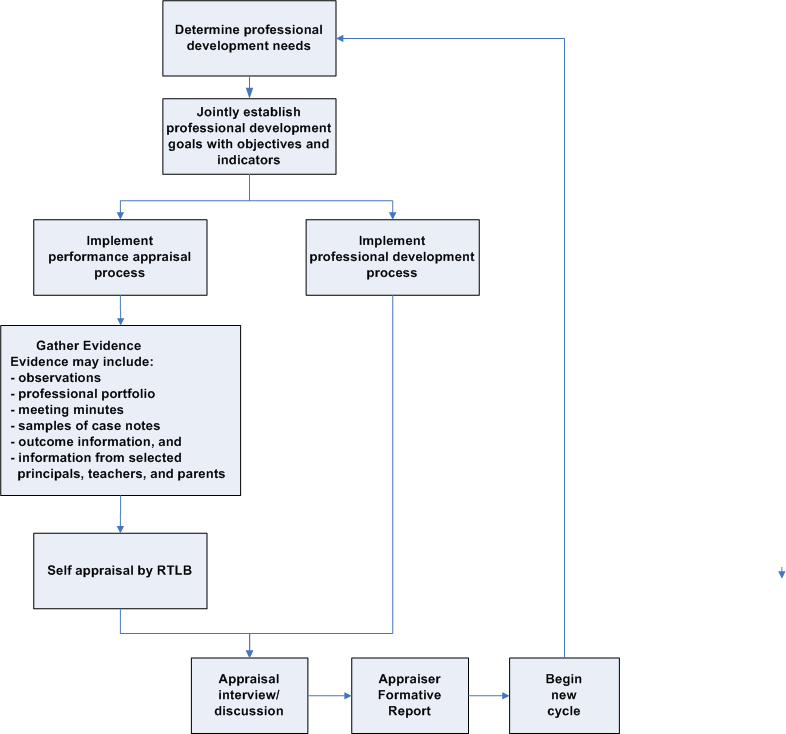 Determine professional
development needs
Jointly establish
professional development
goals with objectives and
indicators
Implement
performance appraisal
process
Implement
professional development
process
Gather Evidence
Evidence may include:
- observations
- professional portfolio
- meeting minutes
- samples of case notes
- outcome information, and
- information from selected
principals, teachers, and parents
Self appraisal by RTLB
Appraisal
interview/
discussion
Appraiser
Formative
Report
Begin
new
cycle